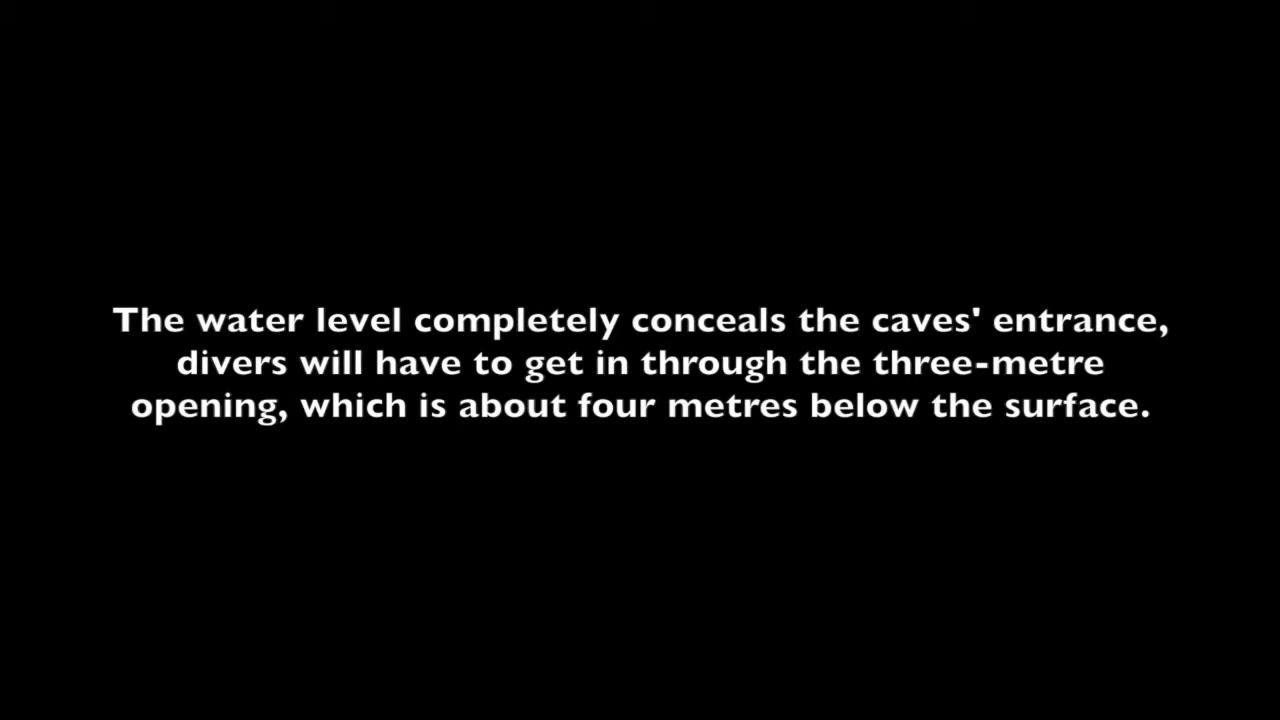 The water level completely conceals the caves' entrance,
divers will have to get in through the three-metre
opening, which is about four metres below the surface.